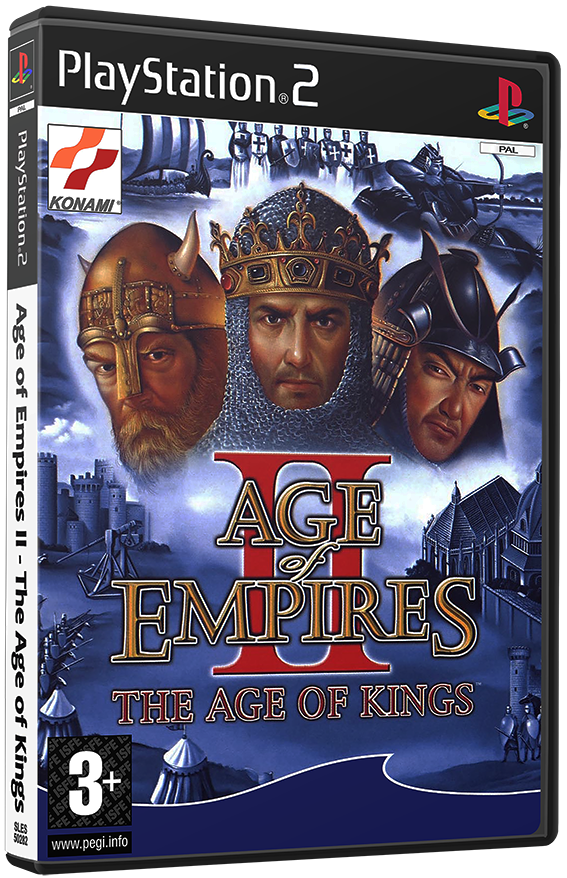 PAL
PlayStation.2
Age of Empires II - The Age of Kings
SLES
50282
PlayStation®2
PAL
KONAMI®
II
AGE
of
EMPIRES
THE AGE OF KINGS™
3+
www.pegi.info